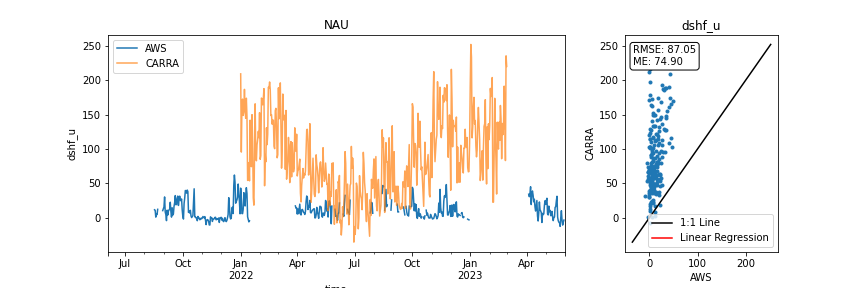 NAU
dshf_u
AWS
CARRA
250
200
150
100
50
0
dshf_u
Jul
Oct
Jan
2022
Apr
Jul
Oct
Jan
2023
Apr
time
dshf_u
RMSE: 87.05
ME: 74.90
250
200
150
100
50
0
CARRA
1:1 Line
Linear Regression
0
100
200
AWS